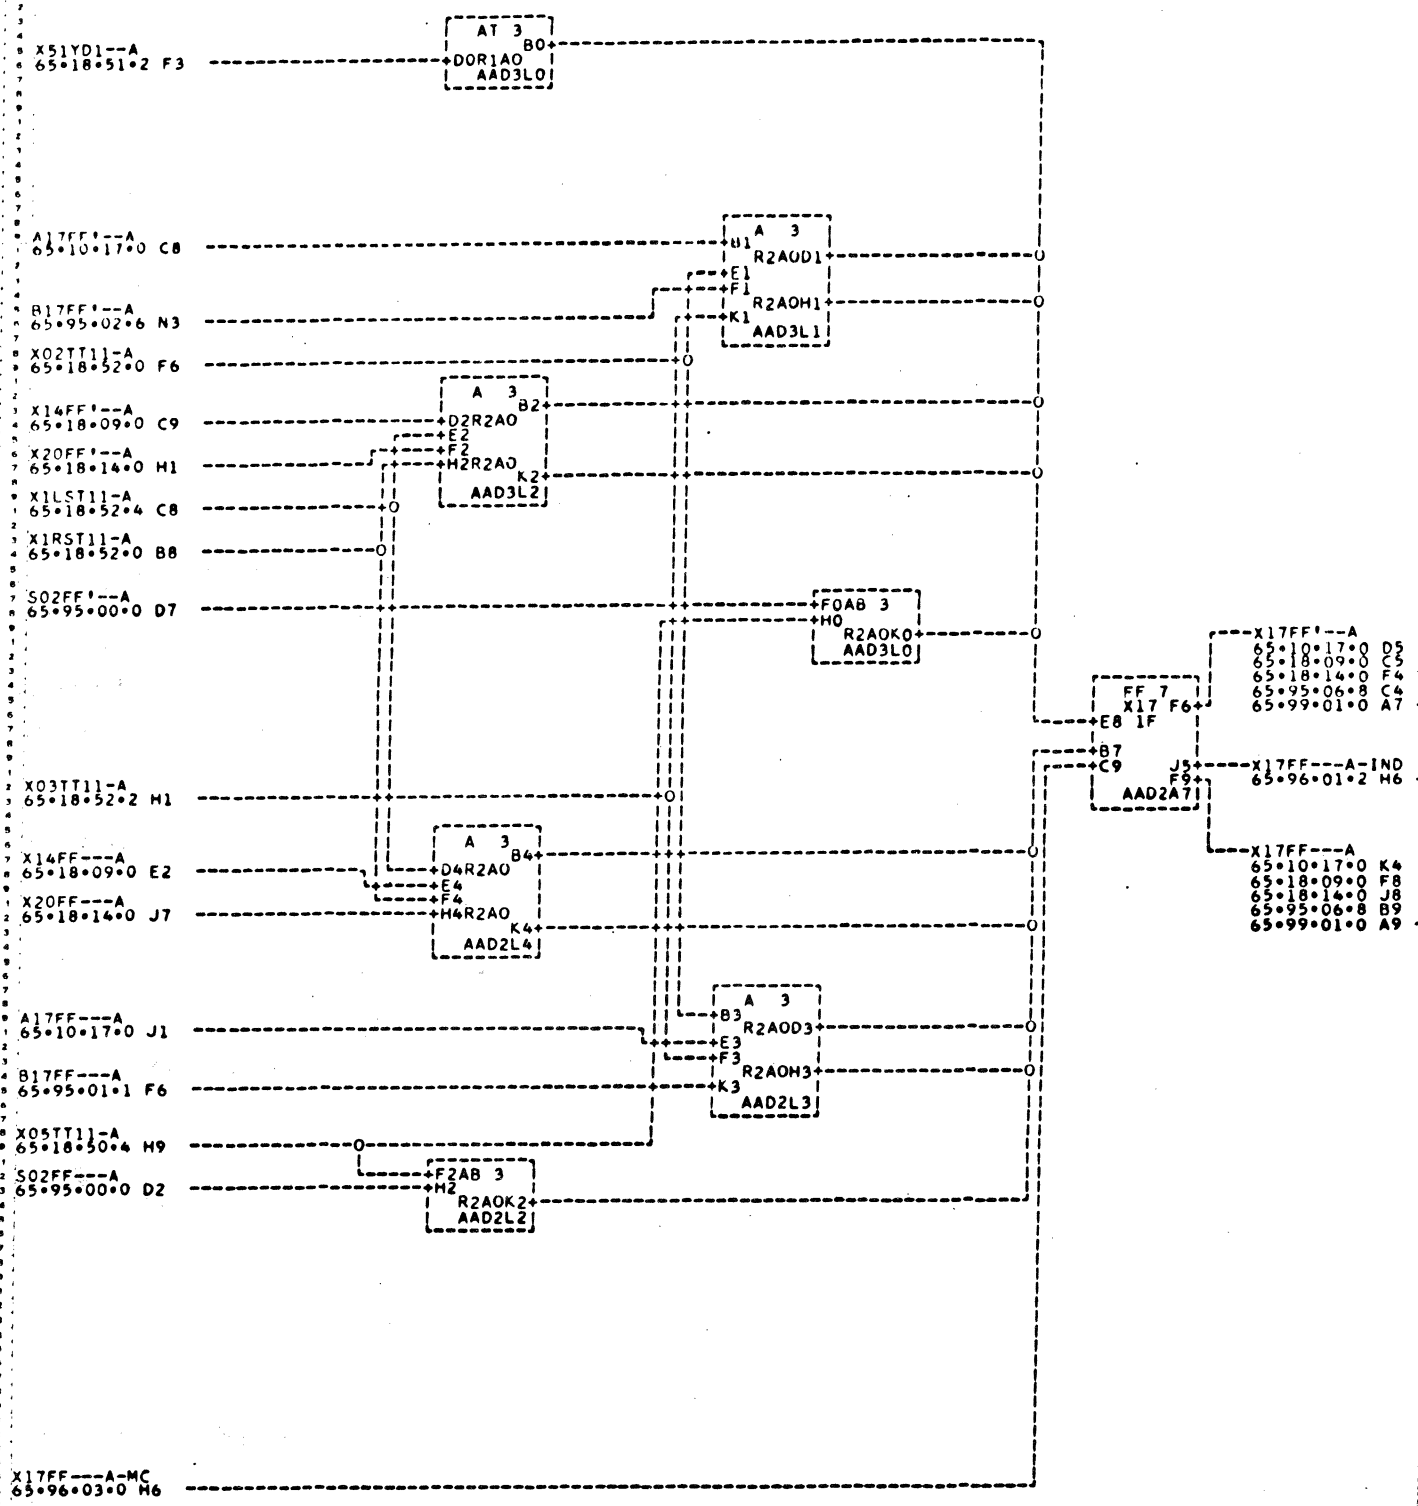 AT 3
B0
X51YD1--A
65•18•51•2 F3
D0R1A0
AAD3L0
A17FF'--A
65•10•17•0 C8
A 3
B1
R2A0D1
E1
F1
R2A0H1
K1
AAD3L1
B17FF'--A
65•95•02•6 N3
X02TT11-A
65•18•52•0 F6
A 3
B2
X14FF'--A
65•18•09•0 C9
D2R2A0
E2
F2
X20FF'--A
65•18•14•0 H1
H2R2A0
K2
AAD3L2
X1LST11-A
65•18•52•4 C8
X1RST11-A
65•18•52•0 B8
S02FF'--A
65•95•00•0 D7
F0AB 3
H0
R2A0K0
AAD3L0
FF 7
X17 F6
E8 1F
B7
C9 J5
F9
AAD2A7
X17FF'--A
65•10•17•0 D5
65•18•09•0 C5
65•18•14•0 F4
65•95•06•8 C4
65•99•01•0 A7
X17FF---A-IND
65•96•01•2 H6
X03TT11-A
65•18•52•2 H1
A 3
B4
X14FF---A
65•18•09•0 E2
D4R2A0
E4
F4
X20FF---A
65•18•14•0 J7
H4R2A0
K4
AAD2L4
X17FF---A
65•10•17•0 K4
65•18•09•0 F8
65•18•14•0 J8
65•95•06•8 B9
65•99•01•0 A9
A17FF---A
65•10•17•0 J1
A 3
B3
R2A0D3
E3
F3
R2A0H3
K3
AAD2L3
B17FF---A
65•95•01•1 F6
X05TT11-A
65•18•50•4 H9
S02FF---A
65•95•00•0 D2
F2AB 3
H2
R2A0K2
AAD2L2
X17FF---A-MC
65•96•03•0 H6